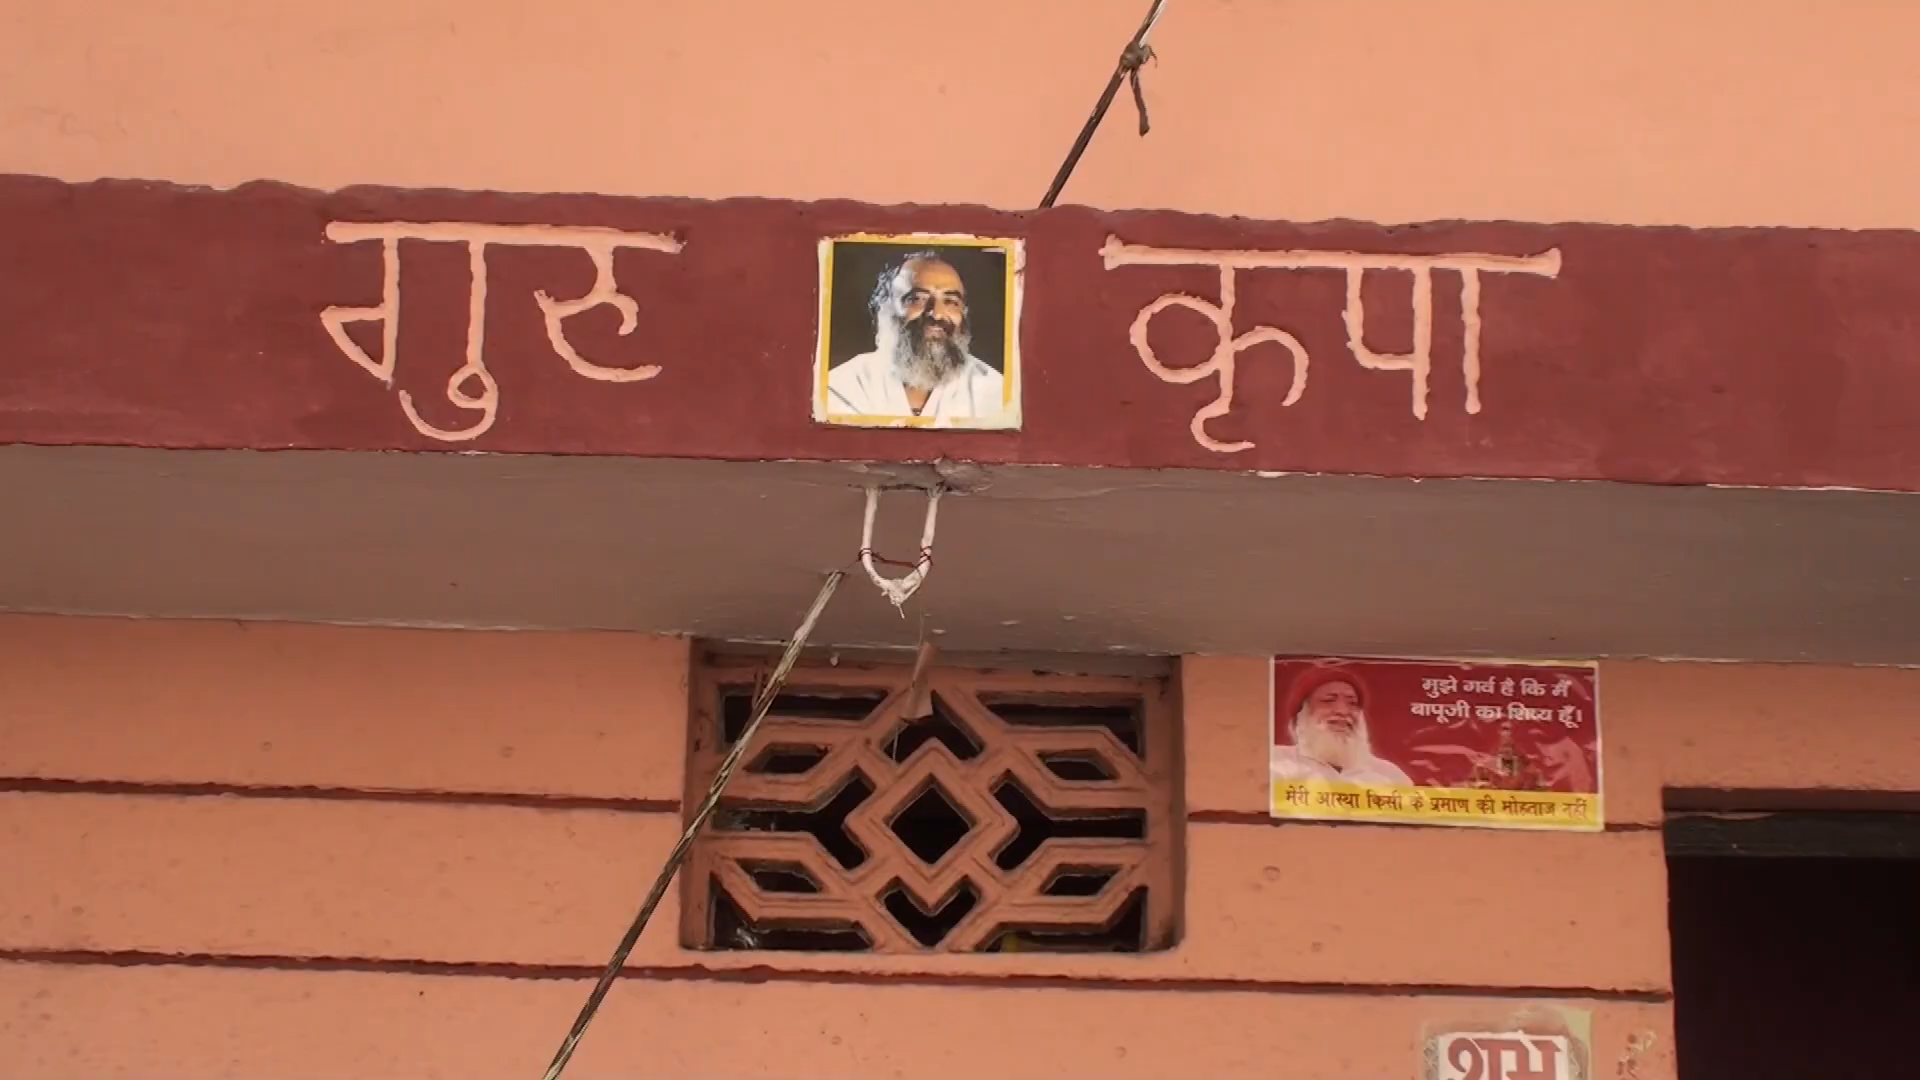 गुरु कृपा
मुझे गर्व है कि मैं
बापूजी का शिष्य हूँ।
मेरी आस्था किसी के प्रमाण की मोहताज नहीं
शुभ